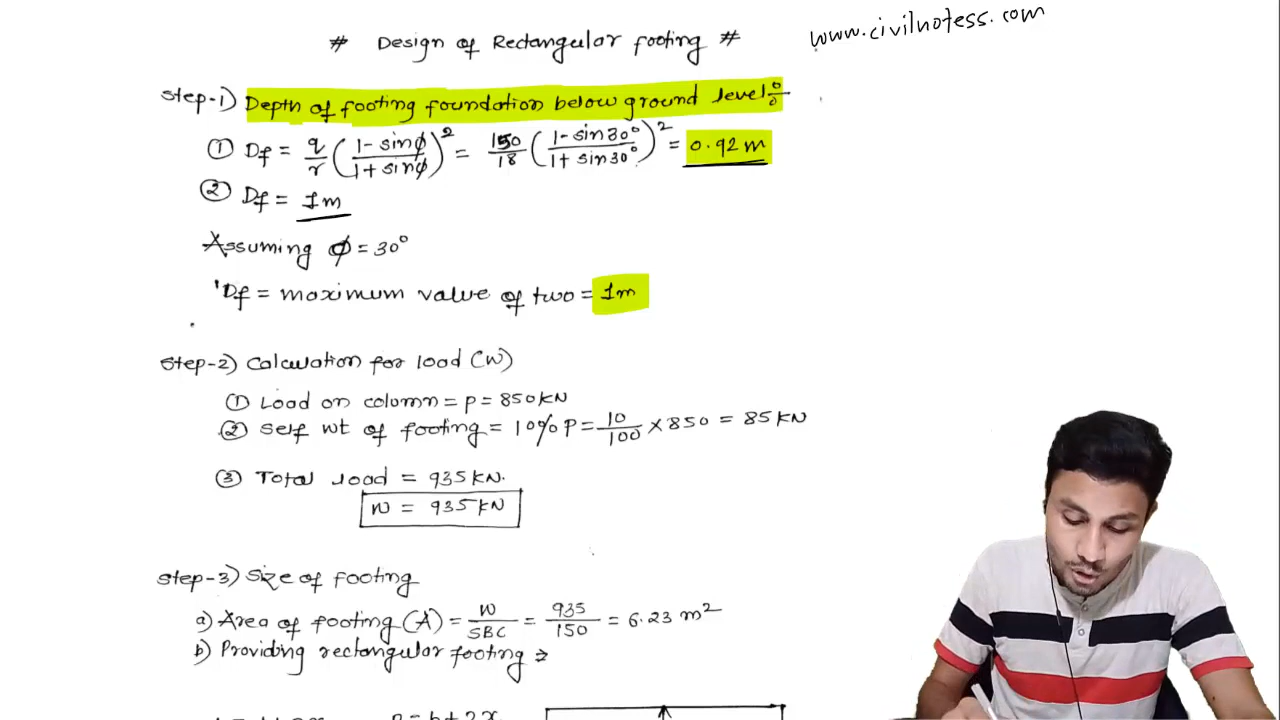 # Design of Rectangular footing #
www.civilnotess.com
Step-1) Depth of footing foundation below ground level:-
① Df = q/r (1-sinϕ/1+sinϕ)² = 150/18 (1-sin30°/1+sin30°)² = 0.92 m
② Df = 1m
Assuming ϕ = 30°
Df = maximum value of two = 1m
Step-2) Calculation for load (W)
① Load on column = P = 850 KN
② Self wt of footing = 10% P = 10/100 × 850 = 85 KN
③ Total load = 935 KN.
W = 935 KN
Step-3) Size of footing
a) Area of footing (A) = W/SBC = 935/150 = 6.23 m²
b) Providing rectangular footing ⇒
B = b + 2x